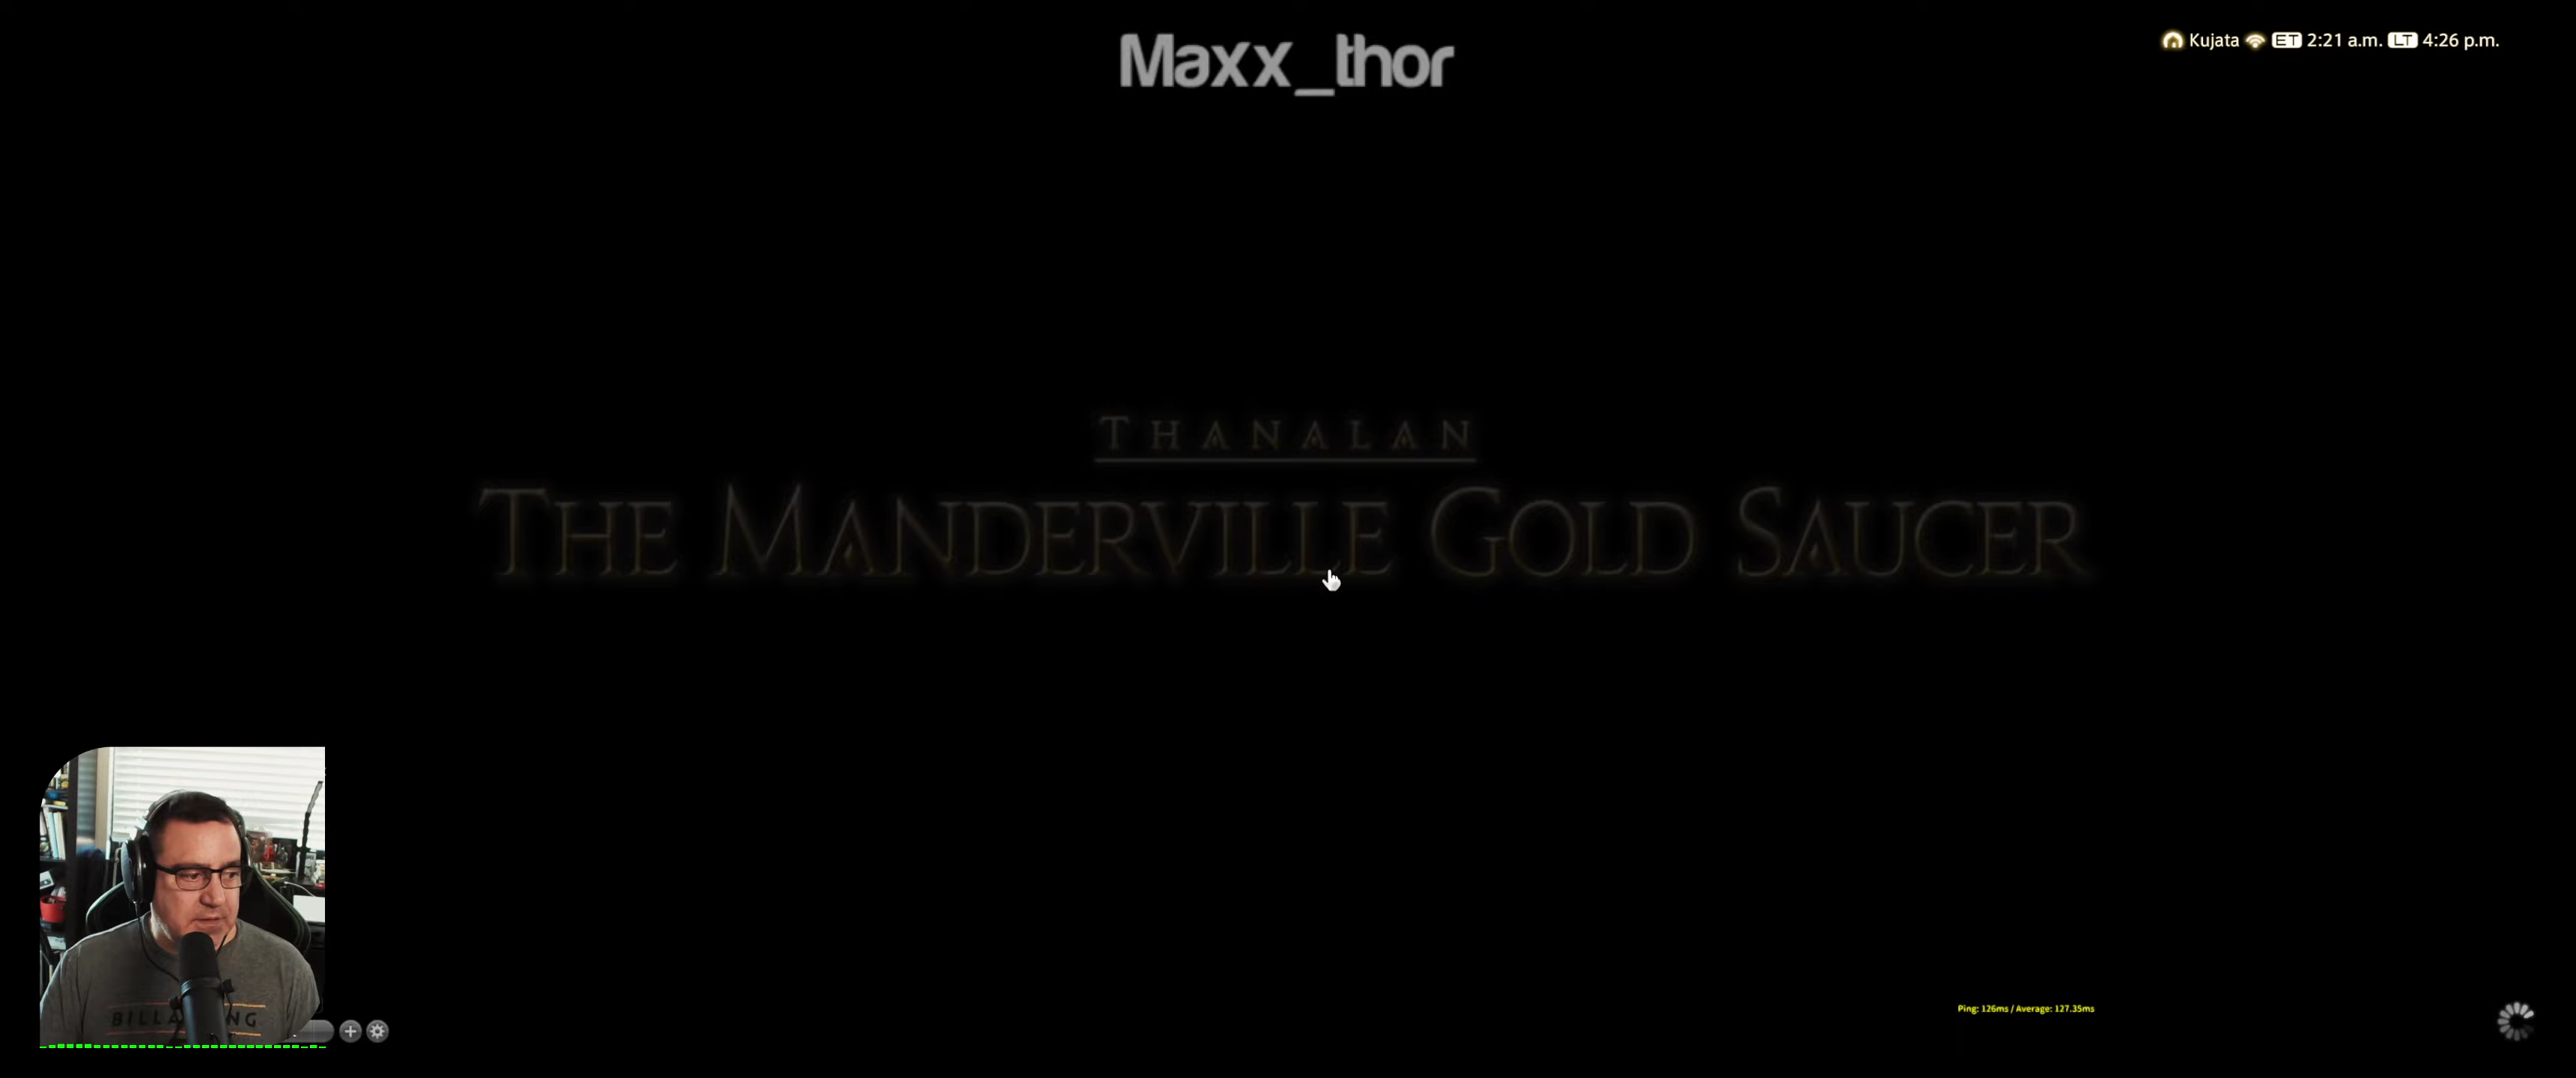 Maxx_thor
Kujata ET 2:21 a.m. LT 4:26 p.m.
THANALAN
THE MANDERVILLE GOLD SAUCER
Ping: 126ms / Average: 127.35ms